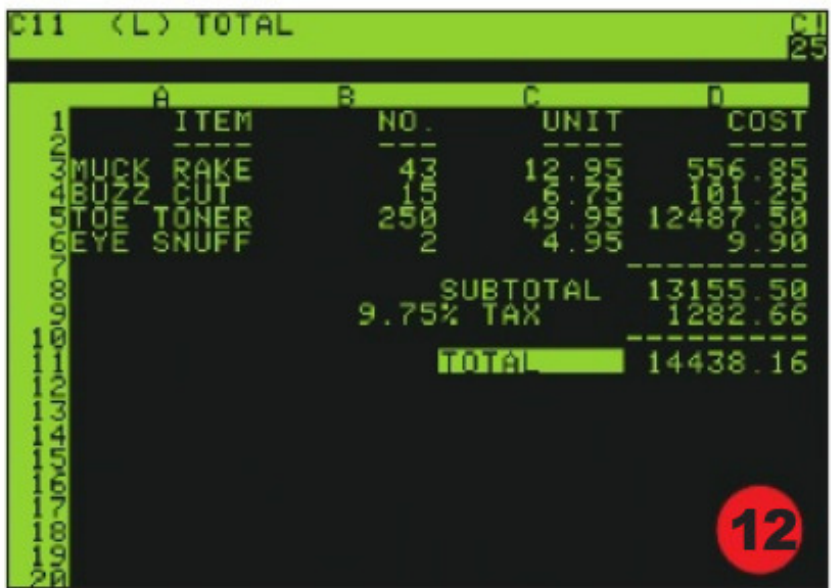 C11 (L) TOTAL C!
25
A B C D
1 ITEM NO. UNIT COST
2 ---- --- ---- ----
3 MUCK RAKE 43 12.95 556.85
4 BUZZ CUT 15 6.75 101.25
5 TOE TONER 250 49.95 12487.50
6 EYE SNUFF 2 4.95 9.90
7 ---------
8 SUBTOTAL 13155.50
9 9.75% TAX 1282.66
10 ---------
11 TOTAL 14438.16
12
13
14
15
16
17
18
19
20
12